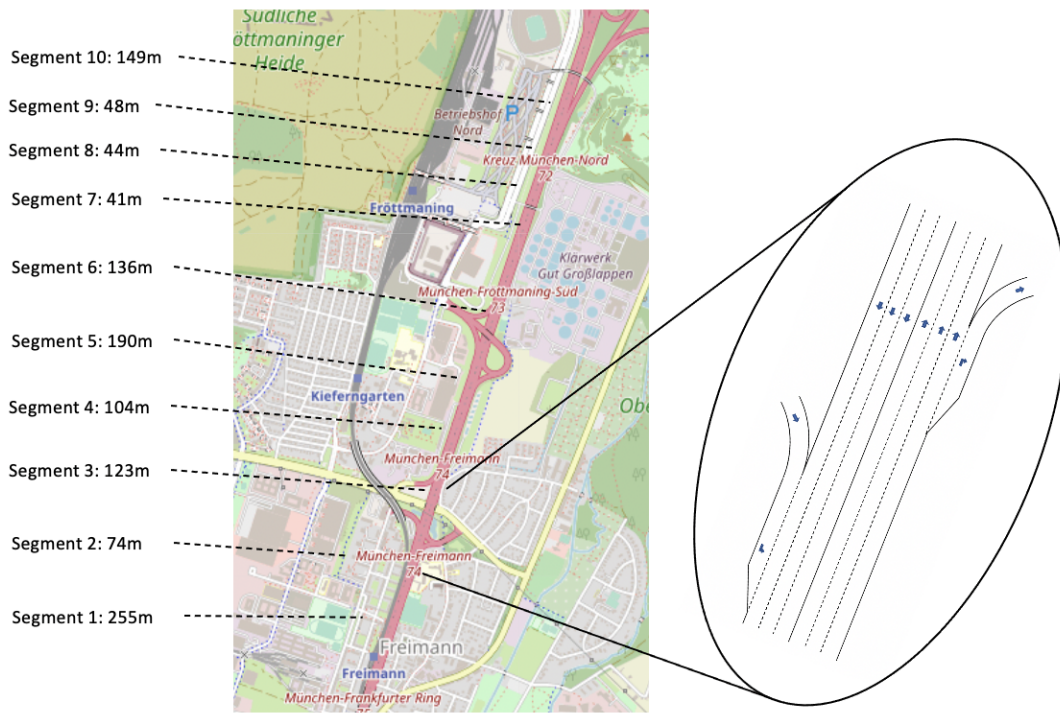 Segment 10: 149m
Segment 9: 48m
Segment 8: 44m
Segment 7: 41m
Segment 6: 136m
Segment 5: 190m
Segment 4: 104m
Segment 3: 123m
Segment 2: 74m
Segment 1: 255m
Südliche
öttmaninger
Heide
P
Betriebshof
Nord
Kreuz München-Nord
72
Fröttmaning
Klärwerk
Gut Großlappen
München-Fröttmaning-Süd
73
Kieferngarten
Obe
München-Freimann
74
München-Freimann
74
Freimann
Freimann
München-Frankfurter Ring
75